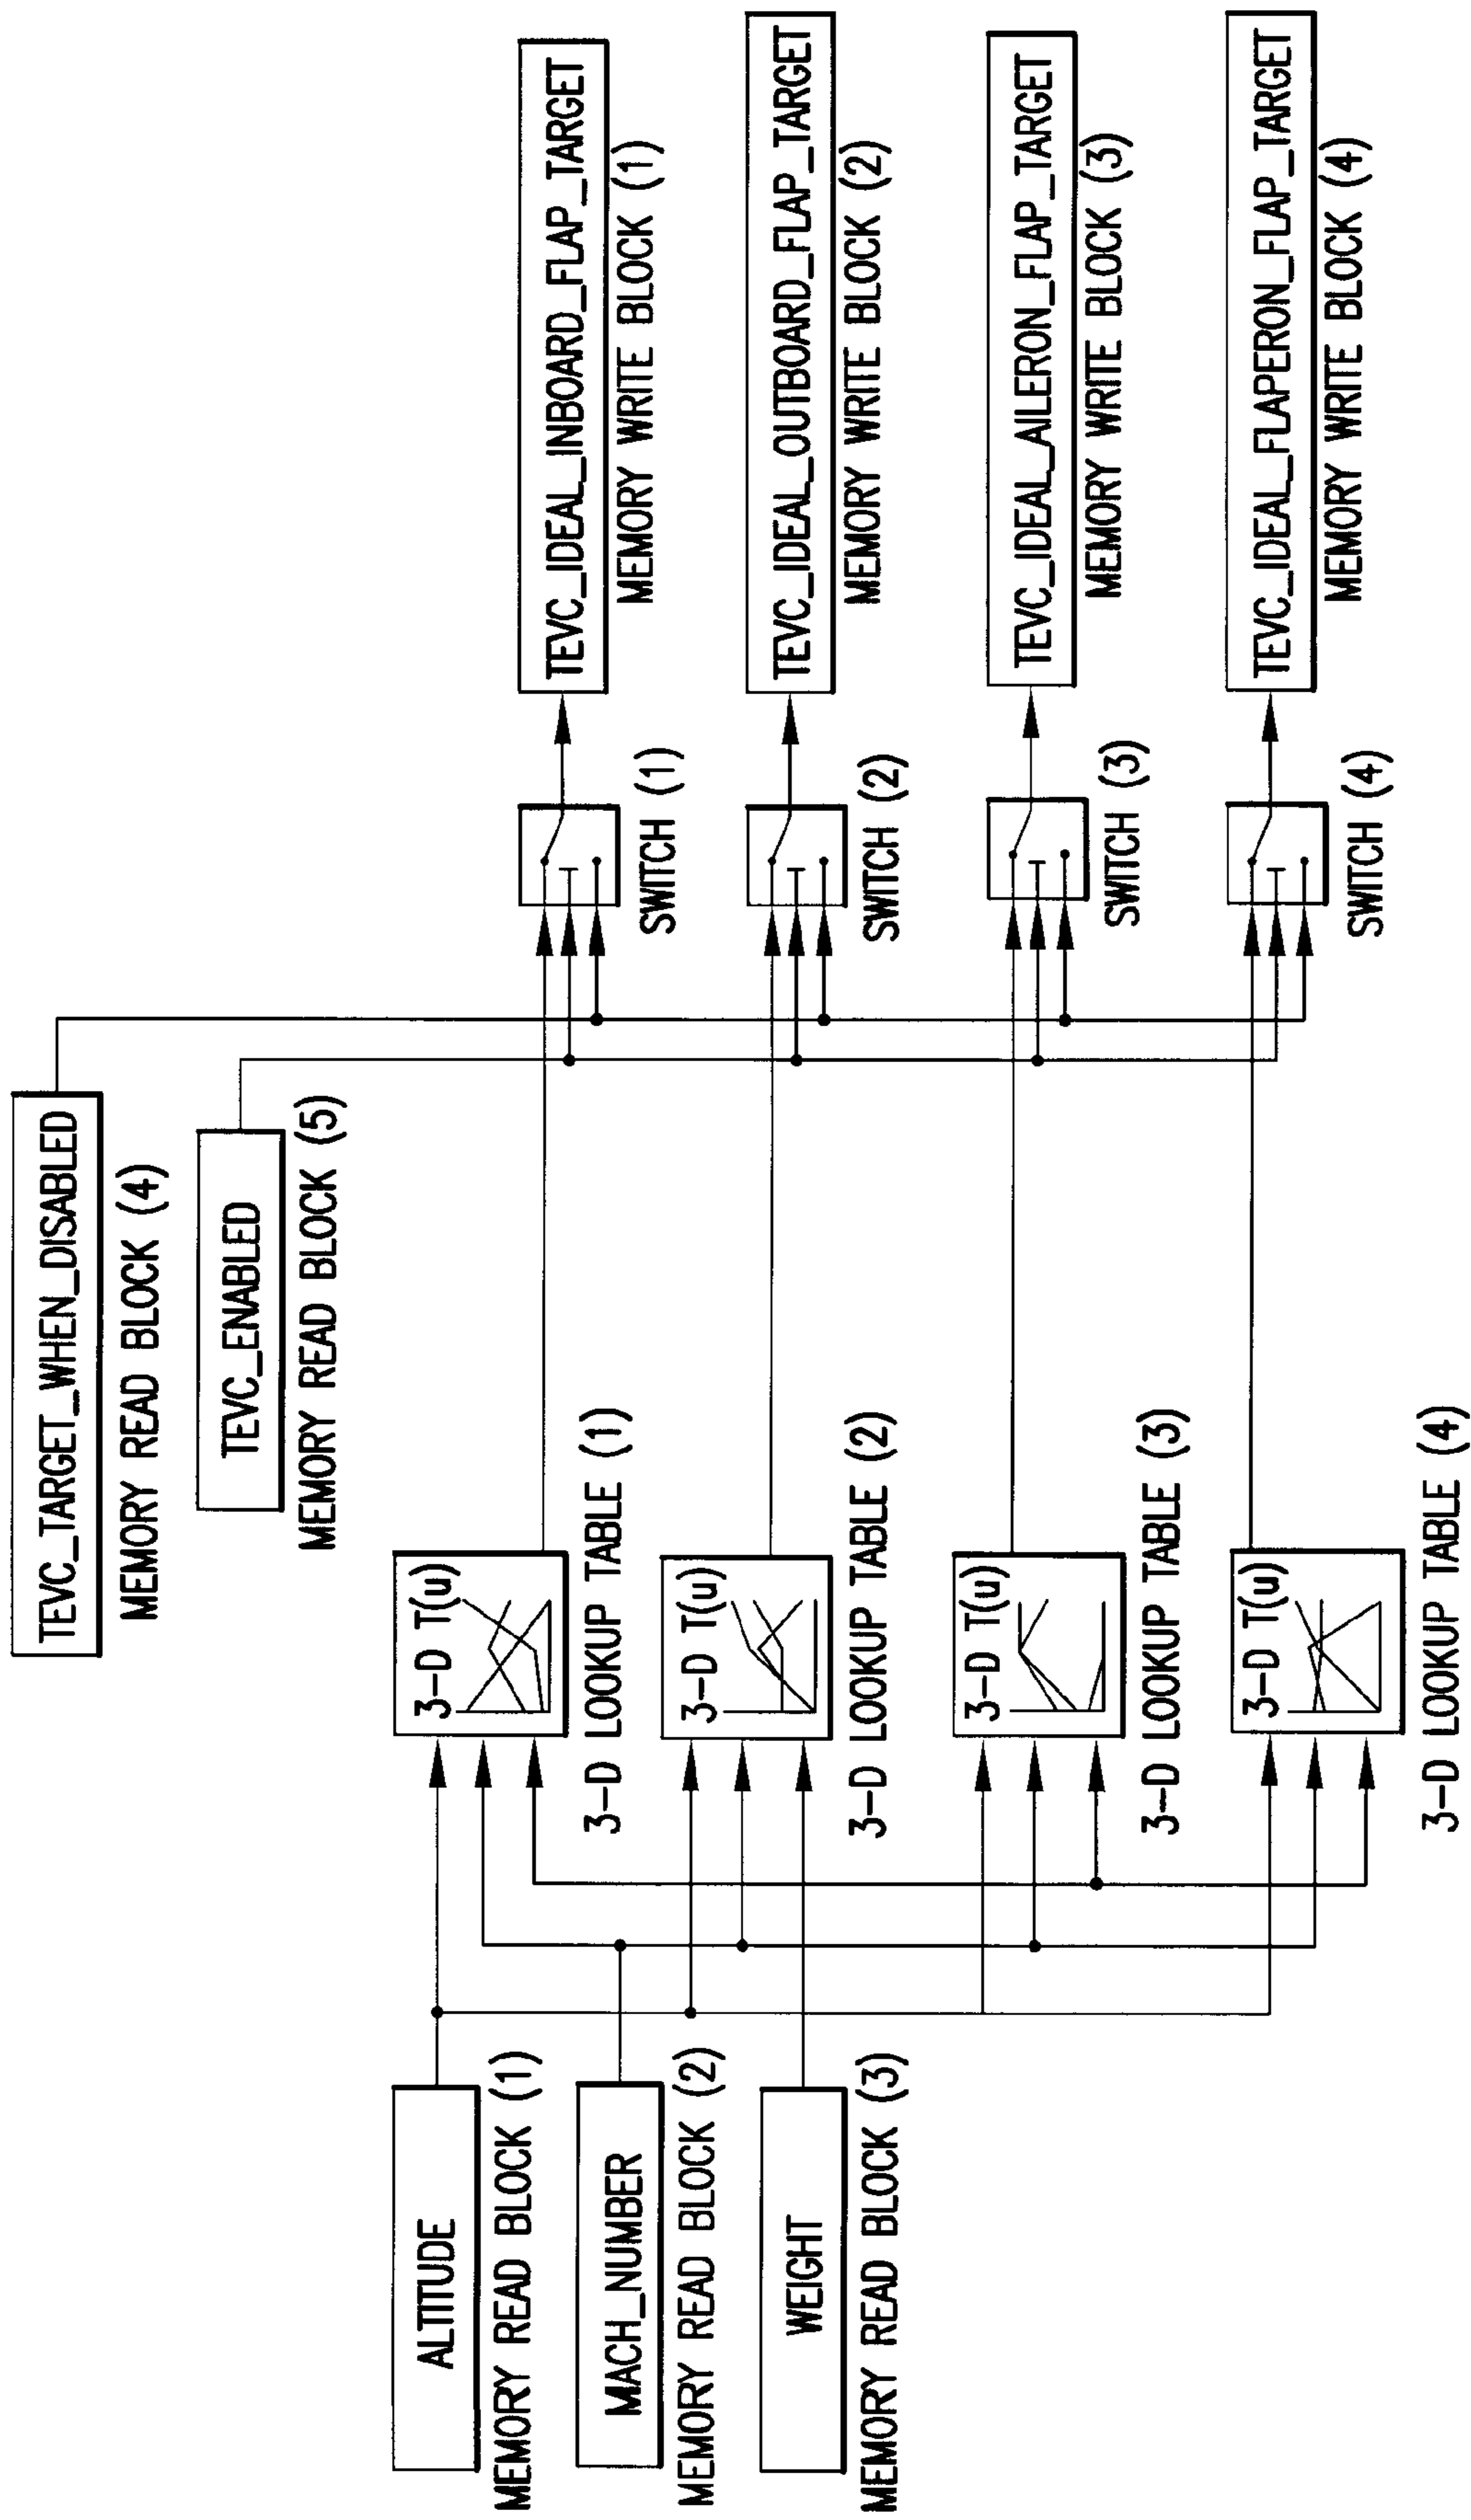 TEVC_TARGET_WHEN_DISABLED
MEMORY READ BLOCK (4)
TEVC_ENABLED
MEMORY READ BLOCK (5)
ALTITUDE
MEMORY READ BLOCK (1)
MACH_NUMBER
MEMORY READ BLOCK (2)
WEIGHT
MEMORY READ BLOCK (3)
3-D T(u)
3-D LOOKUP TABLE (1)
3-D T(u)
3-D LOOKUP TABLE (2)
3-D T(u)
3-D LOOKUP TABLE (3)
3-D T(u)
3-D LOOKUP TABLE (4)
SWITCH (1)
SWITCH (2)
SWITCH (3)
SWITCH (4)
TEVC_IDEAL_INBOARD_FLAP_TARGET
MEMORY WRITE BLOCK (1)
TEVC_IDEAL_OUTBOARD_FLAP_TARGET
MEMORY WRITE BLOCK (2)
TEVC_IDEAL_AILERON_FLAP_TARGET
MEMORY WRITE BLOCK (3)
TEVC_IDEAL_FLAPERON_FLAP_TARGET
MEMORY WRITE BLOCK (4)